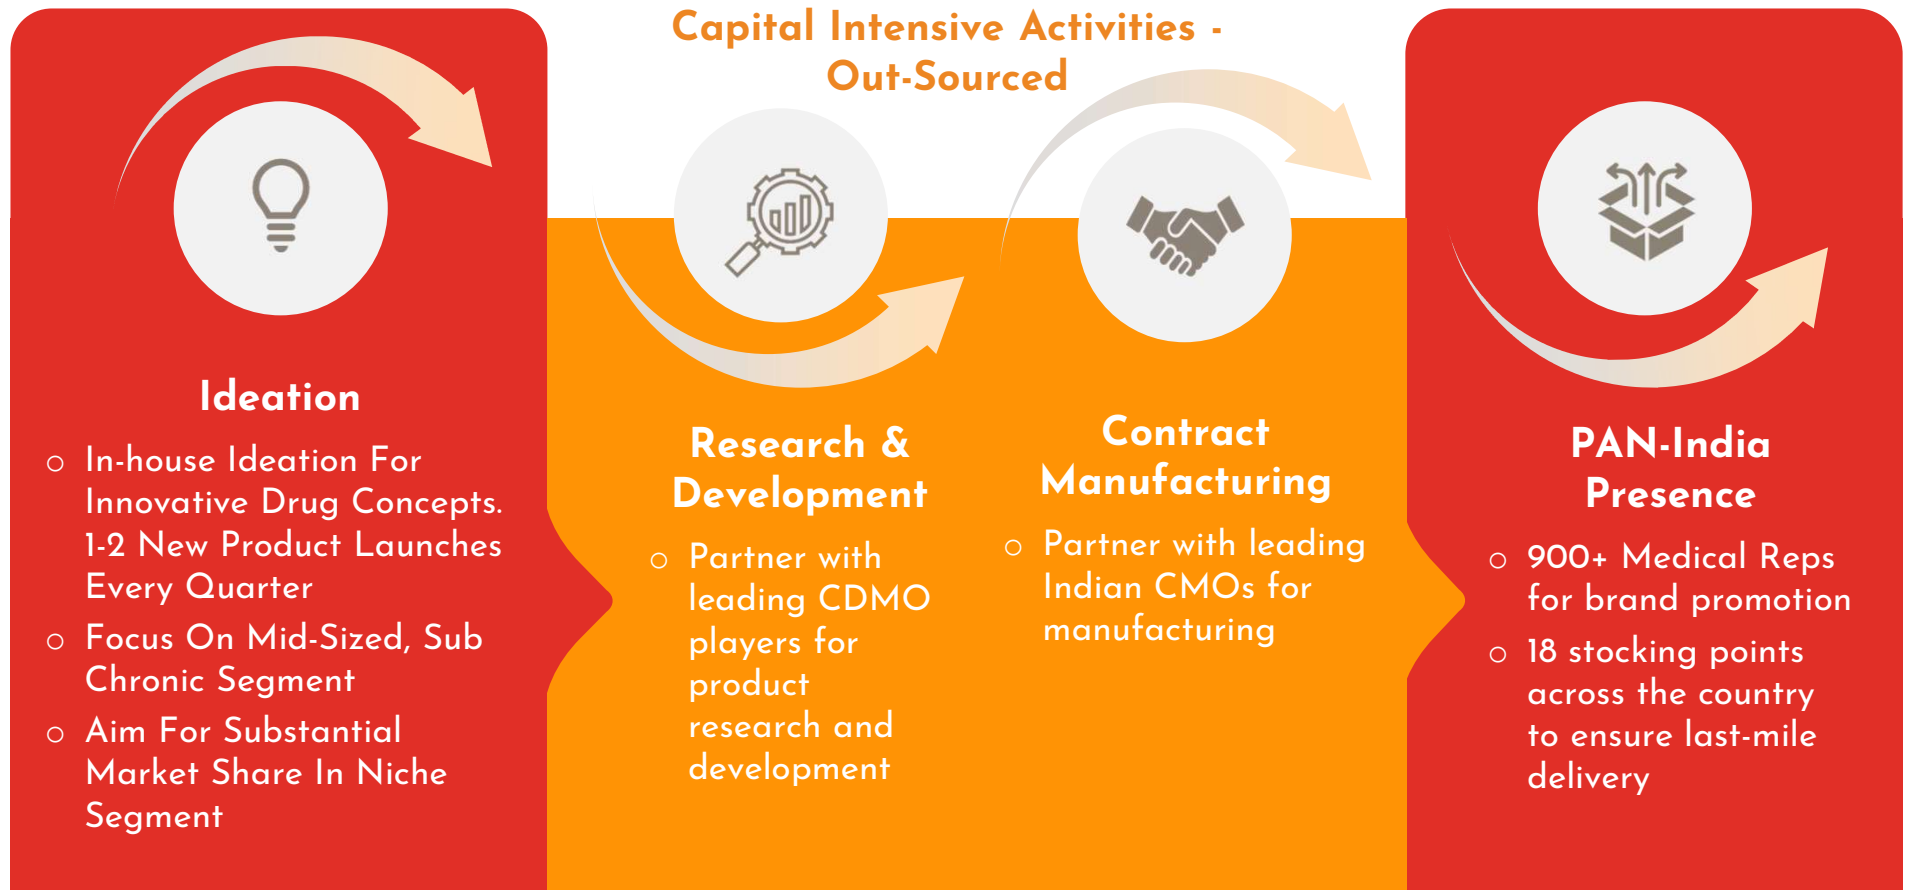 Capital Intensive Activities -
Out-Sourced
Ideation
o In-house Ideation For
Innovative Drug Concepts.
1-2 New Product Launches
Every Quarter
o Focus On Mid-Sized, Sub
Chronic Segment
o Aim For Substantial
Market Share In Niche
Segment
Research &
Development
o Partner with
leading CDMO
players for
product
research and
development
Contract
Manufacturing
o Partner with leading
Indian CMOs for
manufacturing
PAN-India
Presence
o 900+ Medical Reps
for brand promotion
o 18 stocking points
across the country
to ensure last-mile
delivery